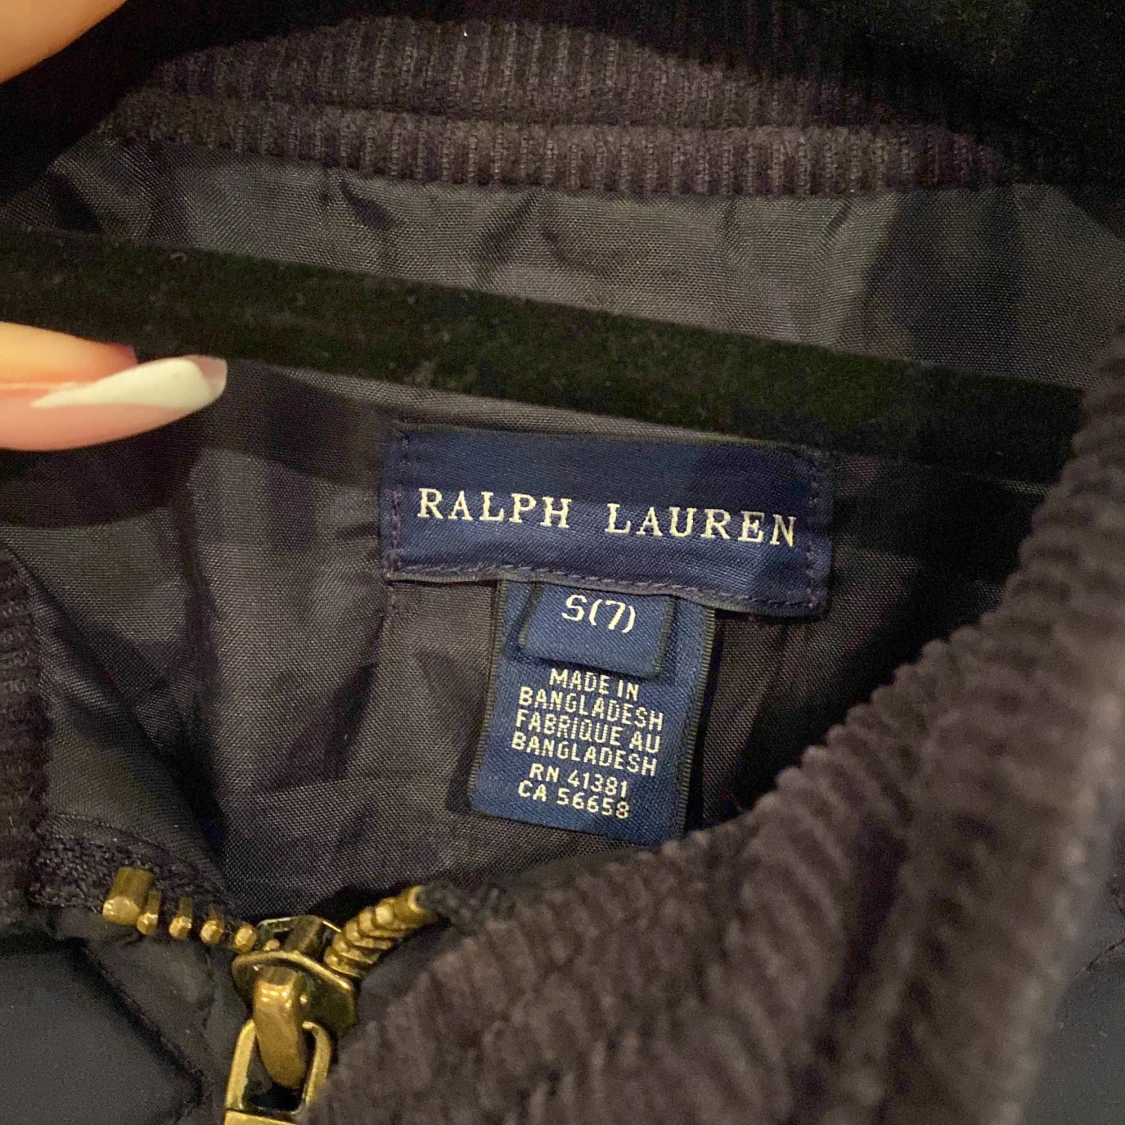 RALPH LAUREN
S(7)
MADE IN
BANGLADESH
FABRIQUE AU
BANGLADESH
RN 41381
CA 56658